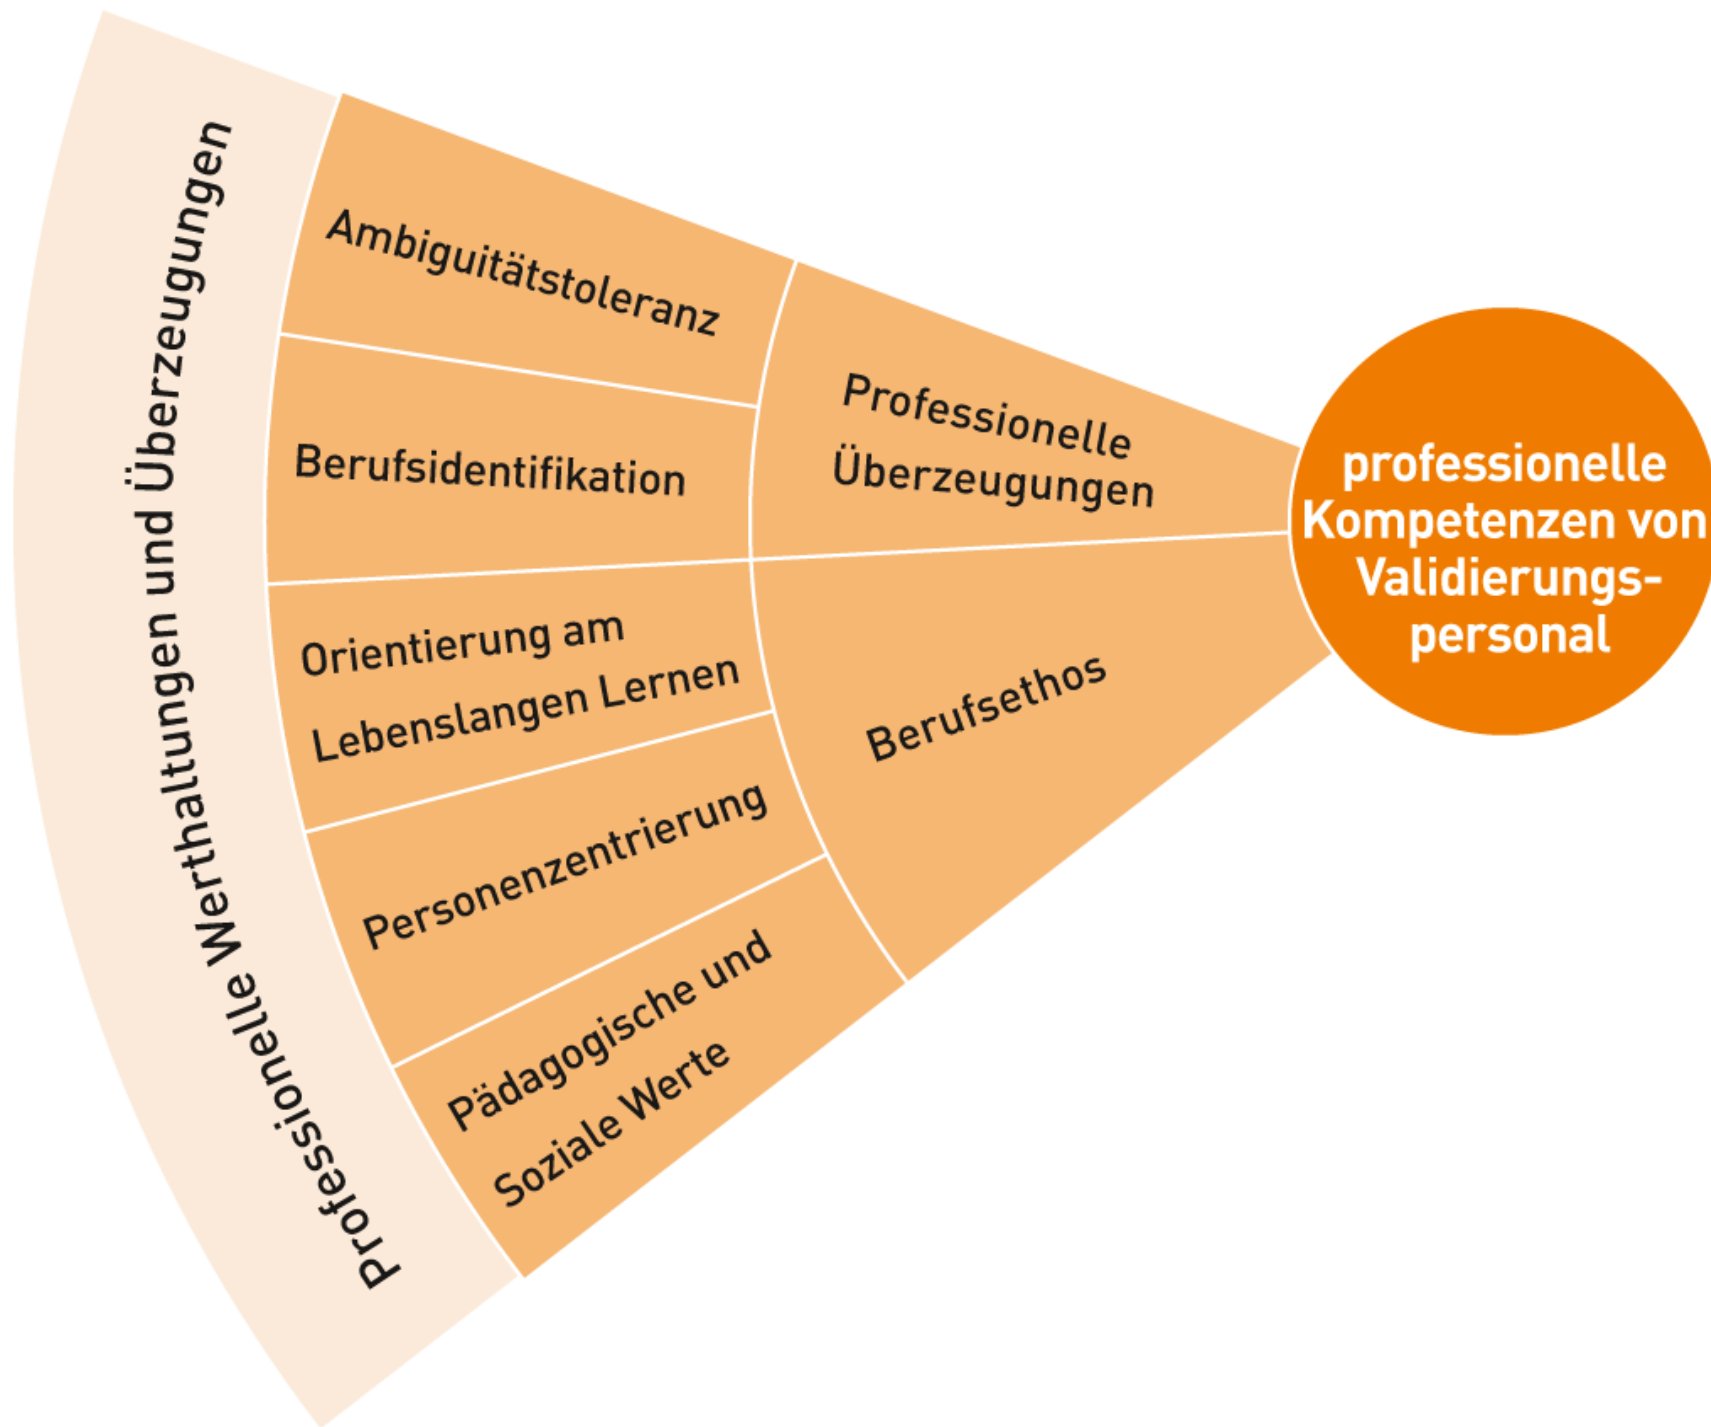 Professionelle Werthaltungen und Überzeugungen
Ambiguitätstoleranz
Berufsidentifikation
Orientierung am
Lebenslangen Lernen
Personenzentrierung
Pädagogische und
Soziale Werte
Professionelle
Überzeugungen
Berufsethos
professionelle
Kompetenzen von
Validierungs-
personal